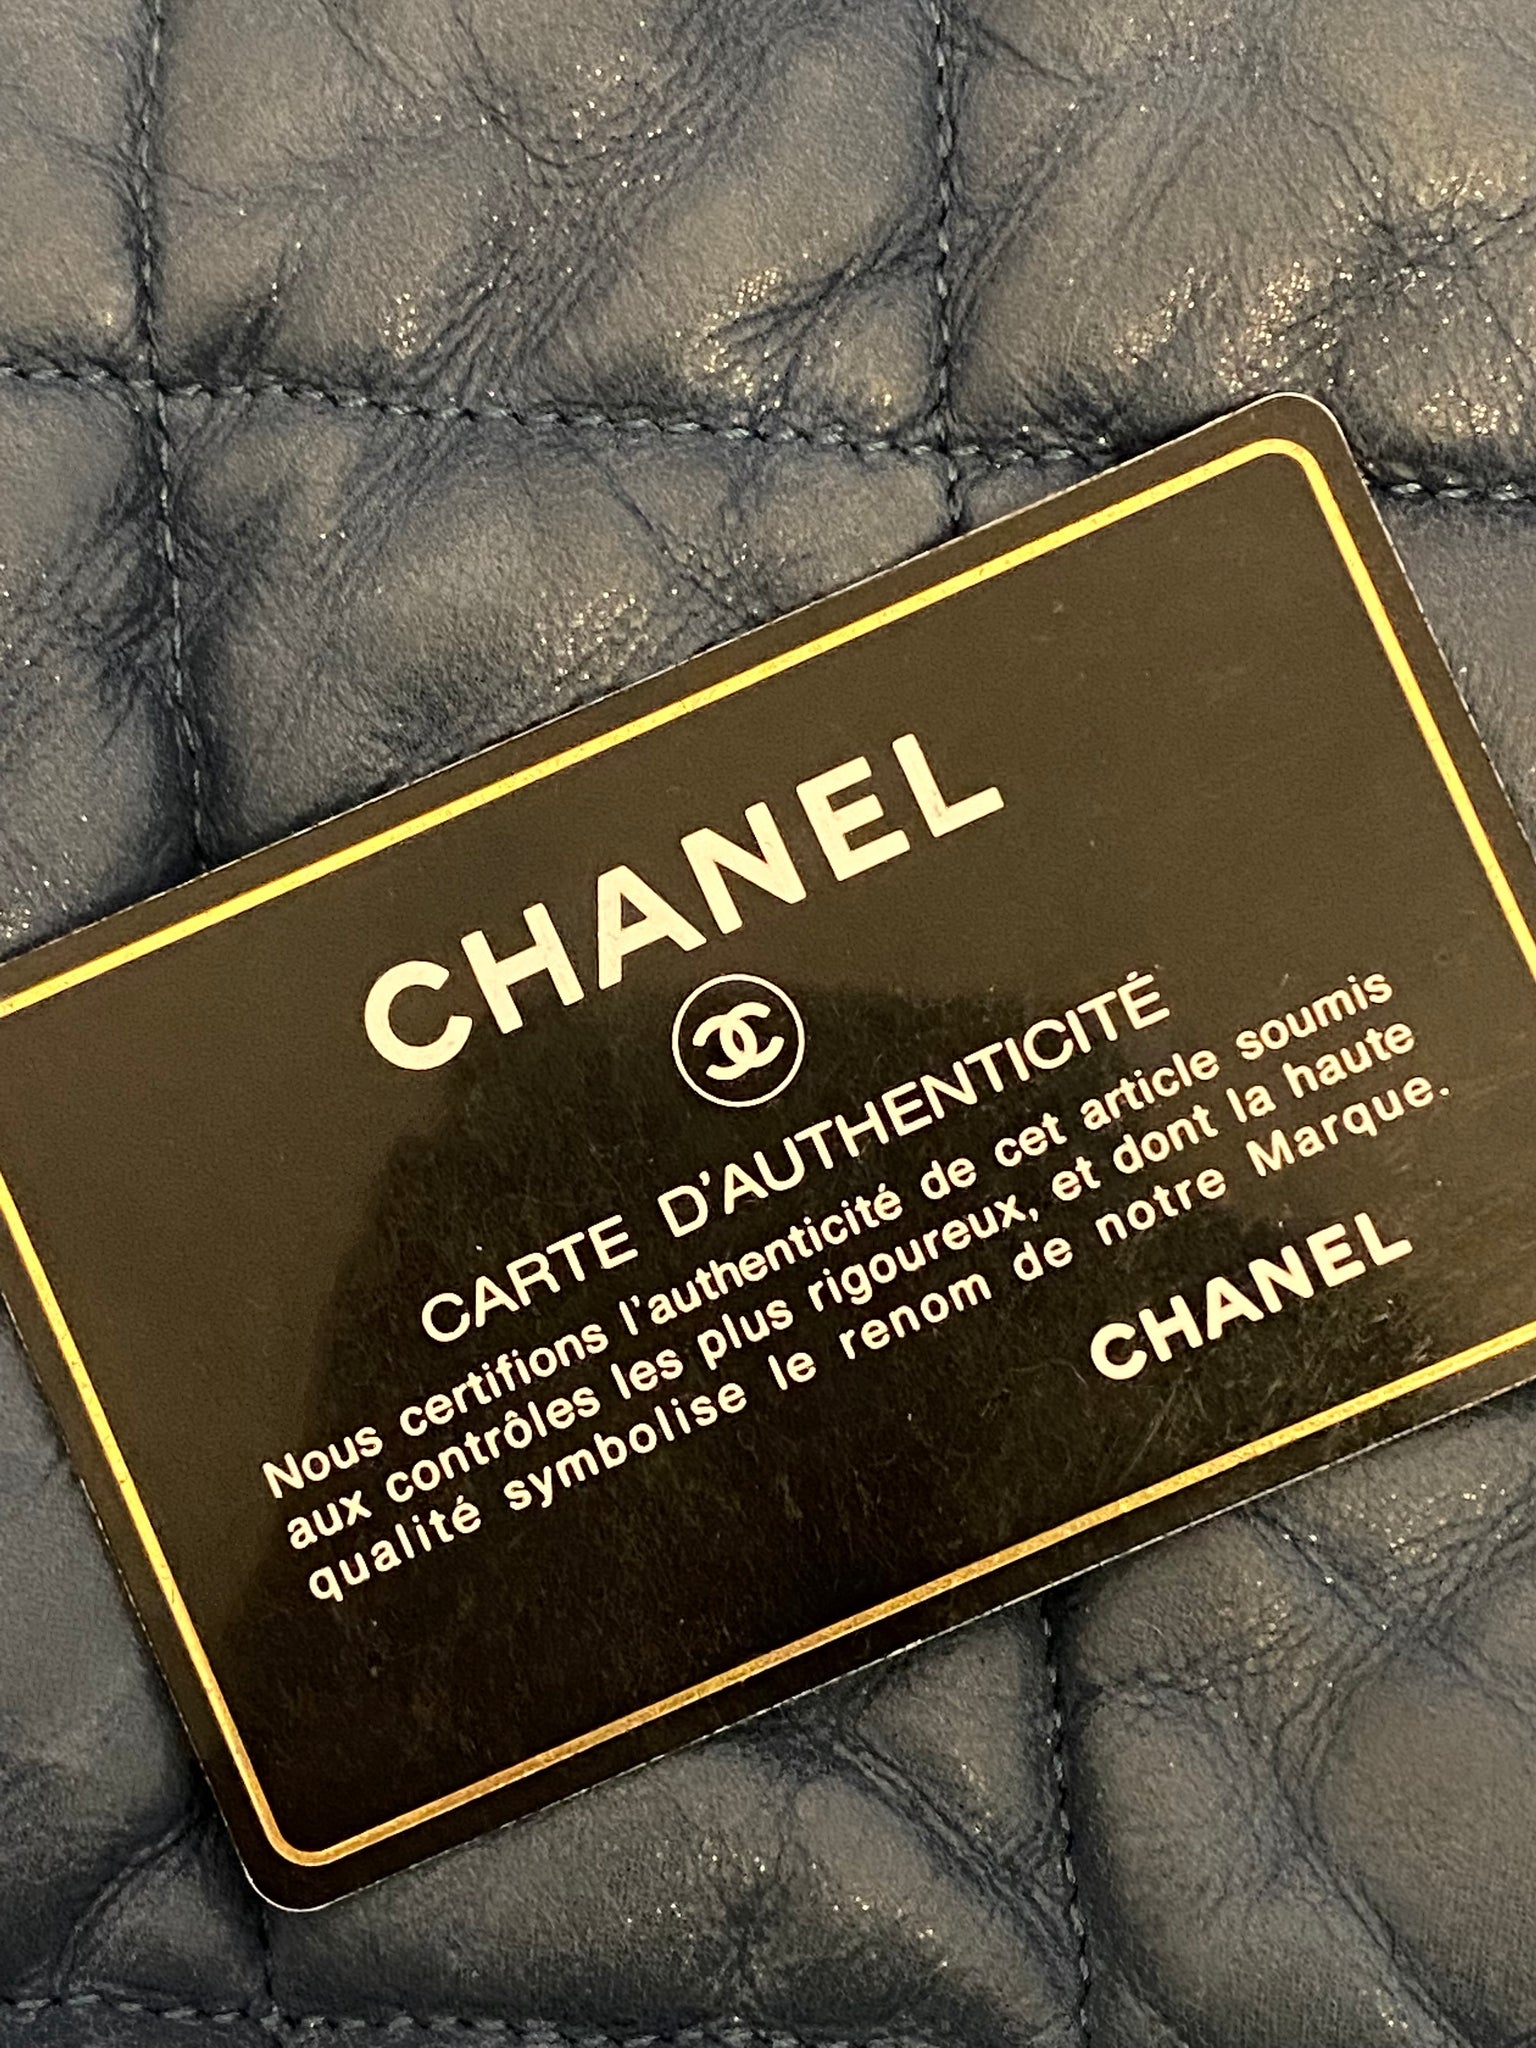 CHANEL
CARTE D'AUTHENTICITÉ
Nous certifions l'authenticité de cet article soumis
aux contrôles les plus rigoureux, et dont la haute
qualité symbolise le renom de notre Marque.
CHANEL